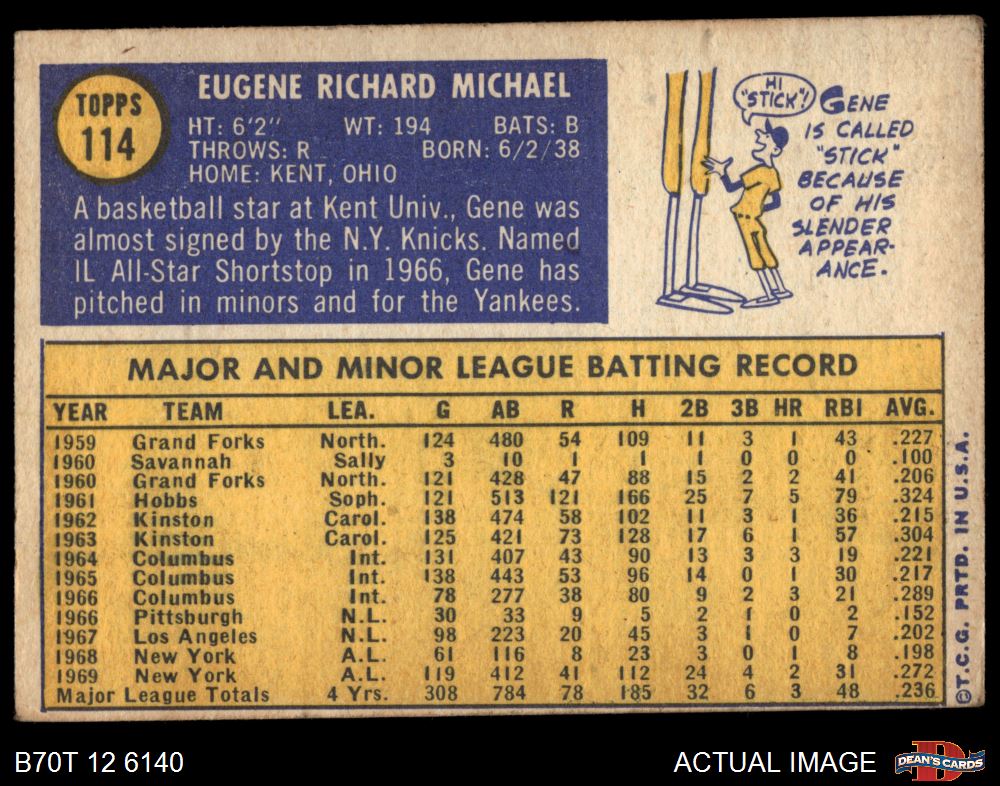 TOPPS
114
EUGENE RICHARD MICHAEL
HT: 6'2" WT: 194 BATS: B
THROWS: R BORN: 6/2/38
HOME: KENT, OHIO
A basketball star at Kent Univ., Gene was
almost signed by the N.Y. Knicks. Named
IL All-Star Shortstop in 1966, Gene has
pitched in minors and for the Yankees.
HI
"STICK"!
GENE
IS CALLED
"STICK"
BECAUSE
OF HIS
SLENDER
APPEAR-
ANCE.
MAJOR AND MINOR LEAGUE BATTING RECORD
YEAR TEAM LEA. G AB R H 2B 3B HR RBI AVG.
1959 Grand Forks North. 124 480 54 109 11 3 1 43 .227
1960 Savannah Sally 3 10 1 1 1 0 0 0 .100
1960 Grand Forks North. 121 428 47 88 15 2 2 41 .206
1961 Hobbs Soph. 121 513 121 166 25 7 5 79 .324
1962 Kinston Carol. 138 474 58 102 11 3 1 36 .215
1963 Kinston Carol. 125 421 73 128 17 6 1 57 .304
1964 Columbus Int. 131 407 43 90 13 3 3 19 .221
1965 Columbus Int. 138 443 53 96 14 0 1 30 .217
1966 Columbus Int. 78 277 38 80 9 2 3 21 .289
1966 Pittsburgh N.L. 30 33 9 5 2 1 0 2 .152
1967 Los Angeles N.L. 98 223 20 45 3 1 0 7 .202
1968 New York A.L. 61 116 8 23 3 0 1 8 .198
1969 New York A.L. 119 412 41 112 24 4 2 31 .272
Major League Totals 4 Yrs. 308 784 78 185 32 6 3 48 .236
©T.C.G. PRTD. IN U.S.A.
B70T 12 6140
ACTUAL IMAGE
DEAN'S CARDS